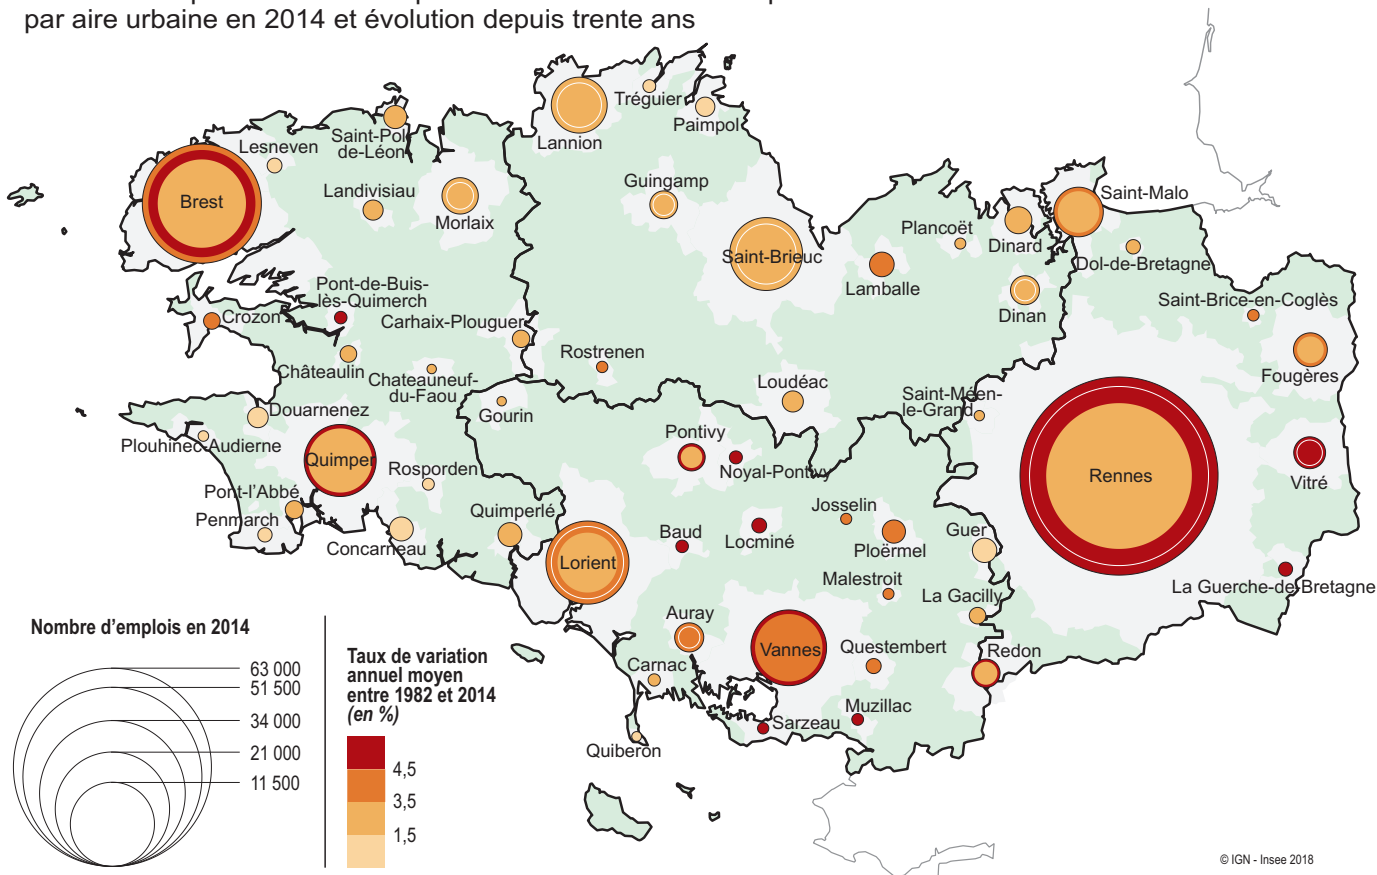 par aire urbaine en 2014 et évolution depuis trente ans
Tréguier
Paimpol
Lannion
Saint-Pol
de-Léon
Lesneven
Brest
Landivisiau
Morlaix
Guingamp
Saint-Brieuc
Saint-Malo
Plancoët
Dinard
Dol-de-Bretagne
Lamballe
Dinan
Saint-Brice-en-Coglès
Pont-de-Buis-
lès-Quimerch
Crozon
Carhaix-Plouguer
Châteaulin
Chateauneuf-
du-Faou
Rostrenen
Loudéac
Fougères
Saint-Méen-
le-Grand
Gourin
Douarnenez
Plouhinec-Audierne
Quimper
Rosporden
Pontivy
Noyal-Pontivy
Rennes
Vitré
Pont-l’Abbé
Penmarch
Concarneau
Quimperlé
Lorient
Baud
Locminé
Josselin
Ploërmel
Guer
Malestroit
La Gacilly
La Guerche-de-Bretagne
Auray
Vannes
Questembert
Redon
Carnac
Muzillac
Sarzeau
Quiberon
Nombre d’emplois en 2014
63 000
51 500
34 000
21 000
11 500
Taux de variation
annuel moyen
entre 1982 et 2014
(en %)
4,5
3,5
1,5
© IGN - Insee 2018